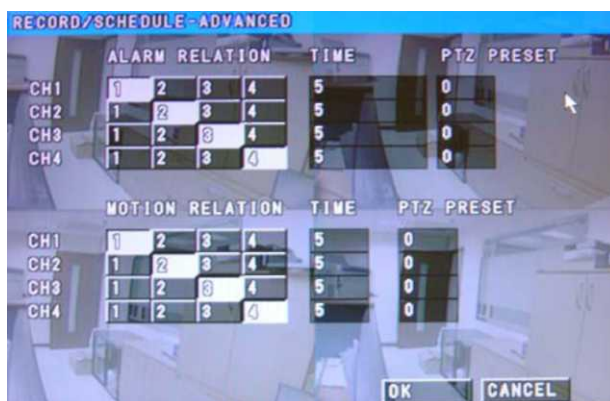 RECORD/SCHEDULE-ADVANCED
ALARM RELATION TIME PTZ PRESET
CH1 1 2 3 4 5 0
CH2 1 2 3 4 5 0
CH3 1 2 3 4 5 0
CH4 1 2 3 4 5 0
MOTION RELATION TIME PTZ PRESET
CH1 1 2 3 4 5 0
CH2 1 2 3 4 5 0
CH3 1 2 3 4 5 0
CH4 1 2 3 4 5 0
OK CANCEL